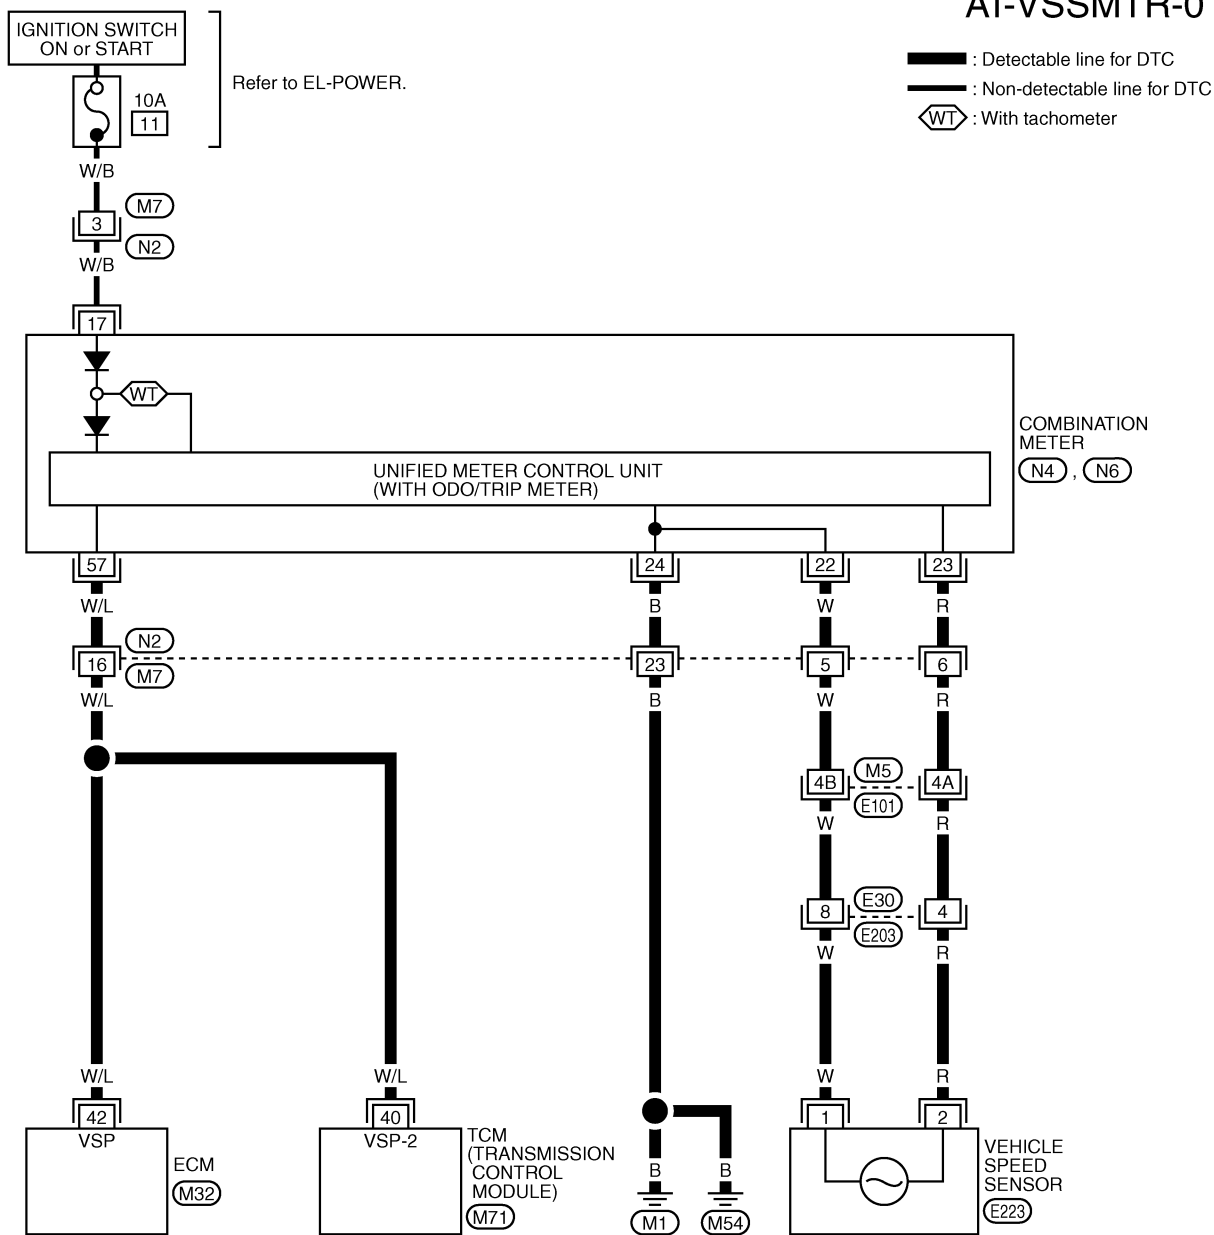 AT-VSSMTR-0
IGNITION SWITCH
ON or START
Refer to EL-POWER.
10A
11
: Detectable line for DTC
: Non-detectable line for DTC
WT : With tachometer
W/B
M7
3
N2
W/B
17
WT
UNIFIED METER CONTROL UNIT
(WITH ODO/TRIP METER)
COMBINATION
METER
N4 , N6
57 24 22 23
W/L B W R
N2
16 23 5 6
M7
W/L B W R
M5
4B 4A
E101
W R
E30
8 4
E203
W R
W/L W/L W R
42 40 1 2
VSP VSP-2
ECM
M32
TCM
(TRANSMISSION
CONTROL
MODULE)
M71
B B
M1 M54
VEHICLE
SPEED
SENSOR
E223